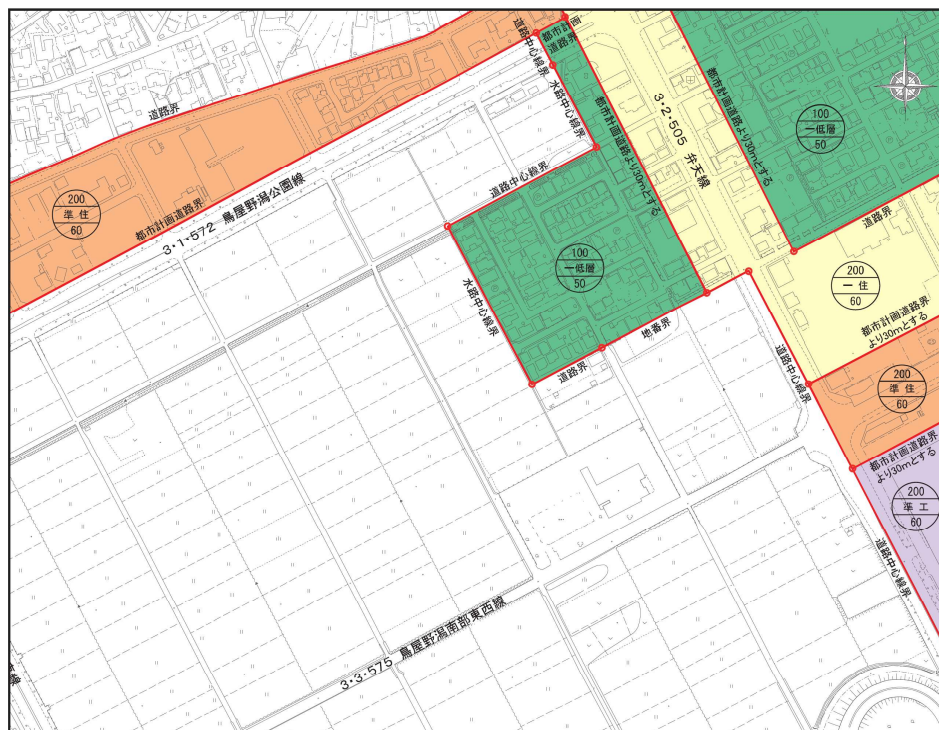 道路中心線界
都市計画
道路界
道路界
水路中心線界
都市計画道路より30mとする
3・2・505 弁天線
都市計画道路より30mとする
100
一低層
50
道路界
200
準住
60
都市計画道路界
3・1・572 鳥屋野潟公園線
道路中心線界
100
一低層
50
水路中心線界
道路界
地番界
200
一住
60
都市計画道路界
より30mとする
道路中心線界
200
準住
60
都市計画道路界
より30mとする
200
準工
60
道路中心線界
3・3・575 鳥屋野潟南部東西線